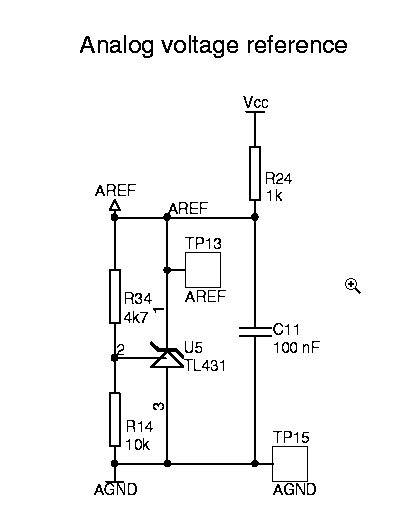 Analog voltage reference
Vcc
R24
1k
AREF
AREF
TP13
AREF
R34
4k7
1
C11
100 nF
2
U5
TL431
3
R14
10k
TP15
AGND
AGND